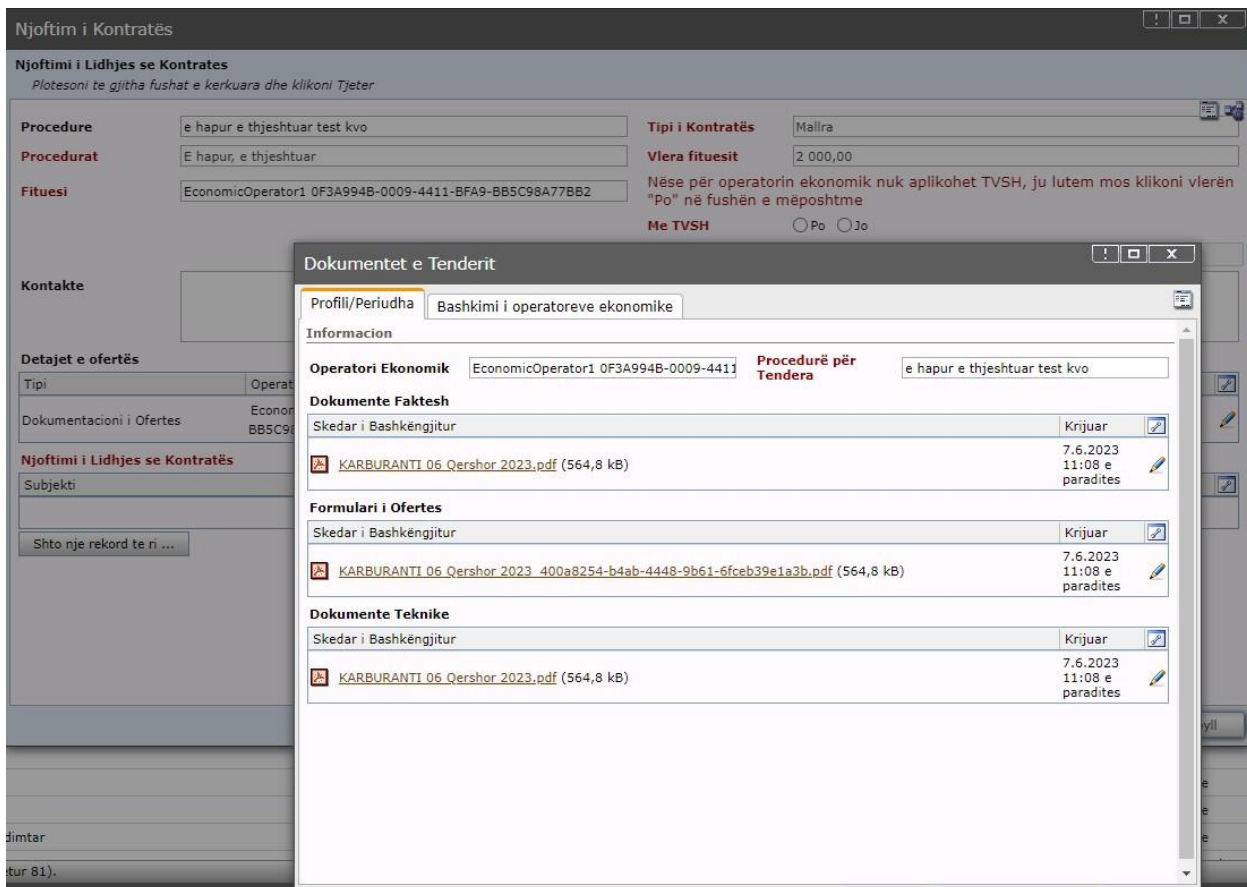 Njoftim i Kontratës
Njoftimi i Lidhjes se Kontrates
Plotesoni te gjitha fushat e kerkuara dhe klikoni Tjeter
Procedure e hapur e thjeshtuar test kvo Tipi i Kontratës Mallra
Procedurat E hapur, e thjeshtuar Vlera fituesit 2 000,00
Fituesi EconomicOperator1 0F3A994B-0009-4411-BFA9-BB5C98A77BB2
Nëse për operatorin ekonomik nuk aplikohet TVSH, ju lutem mos klikoni vlerën
"Po" në fushën e mëposhtme
Me TVSH Po Jo
Kontakte
Detajet e ofertës
Tipi Operat
Dokumentacioni i Ofertes Econor
BB5C98
Njoftimi i Lidhjes se Kontratës
Subjekti
Shto nje rekord te ri ...
Dokumentet e Tenderit
Profili/Periudha Bashkimi i operatoreve ekonomike
Informacion
Operatori Ekonomik EconomicOperator1 0F3A994B-0009-4411 Procedurë për
Tendera e hapur e thjeshtuar test kvo
Dokumente Faktesh
Skedar i Bashkëngjitur Krijuar
KARBURANTI 06 Qershor 2023.pdf (564,8 kB) 7.6.2023
11:08 e
paradites
Formulari i Ofertes
Skedar i Bashkëngjitur Krijuar
KARBURANTI 06 Qershor 2023_400a8254-b4ab-4448-9b61-6fceb39e1a3b.pdf (564,8 kB) 7.6.2023
11:08 e
paradites
Dokumente Teknike
Skedar i Bashkëngjitur Krijuar
KARBURANTI 06 Qershor 2023.pdf (564,8 kB) 7.6.2023
11:08 e
paradites
yll
e
e
dimtar e
etur 81).